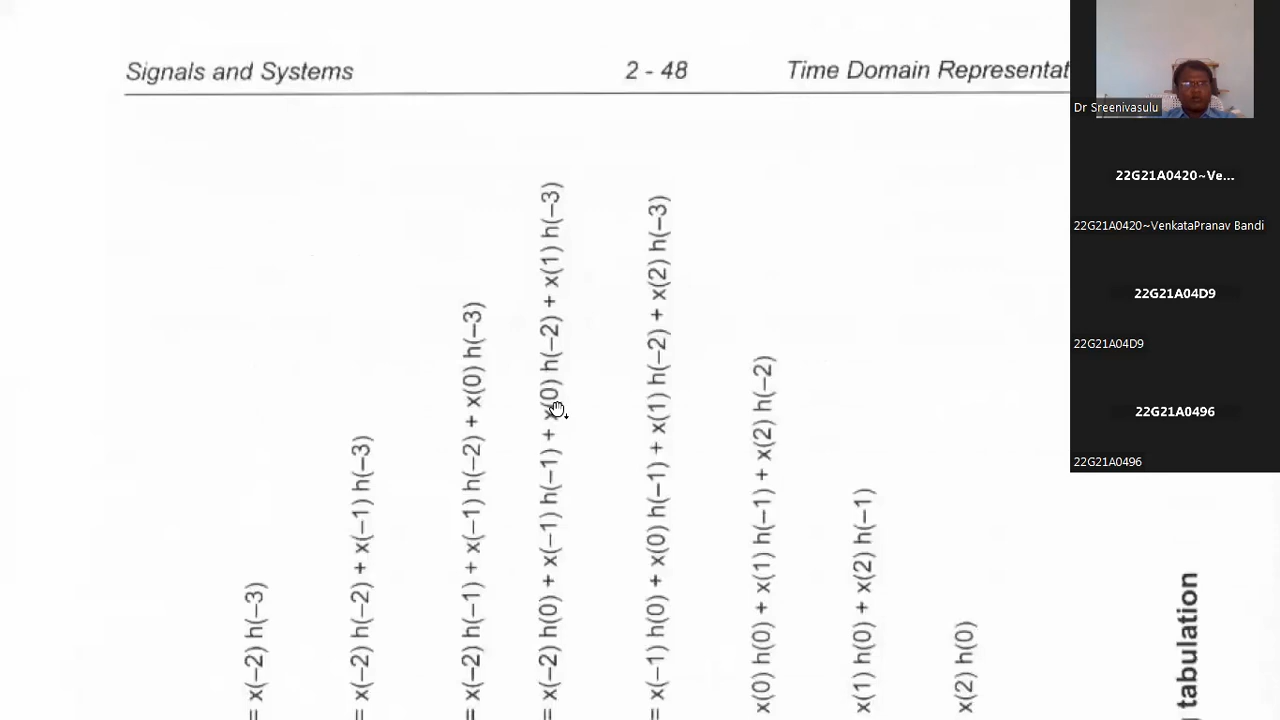 Signals and Systems
2 - 48
Time Domain Representat
= x(–2) h(–3)
= x(–2) h(–2) + x(–1) h(–3)
= x(–2) h(–1) + x(–1) h(–2) + x(0) h(–3)
= x(–2) h(0) + x(–1) h(–1) + x(0) h(–2) + x(1) h(–3)
= x(–1) h(0) + x(0) h(–1) + x(1) h(–2) + x(2) h(–3)
x(0) h(0) + x(1) h(–1) + x(2) h(–2)
x(1) h(0) + x(2) h(–1)
x(2) h(0)
tabulation
Dr Sreenivasulu
22G21A0420~Ve...
22G21A0420~VenkataPranav Bandi
22G21A04D9
22G21A04D9
22G21A0496
22G21A0496